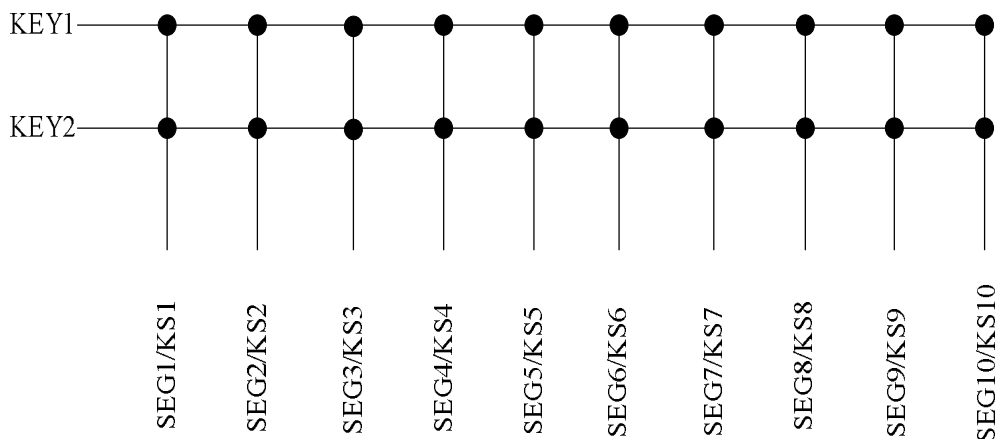 KEY1
KEY2
SEG1/KS1
SEG2/KS2
SEG3/KS3
SEG4/KS4
SEG5/KS5
SEG6/KS6
SEG7/KS7
SEG8/KS8
SEG9/KS9
SEG10/KS10